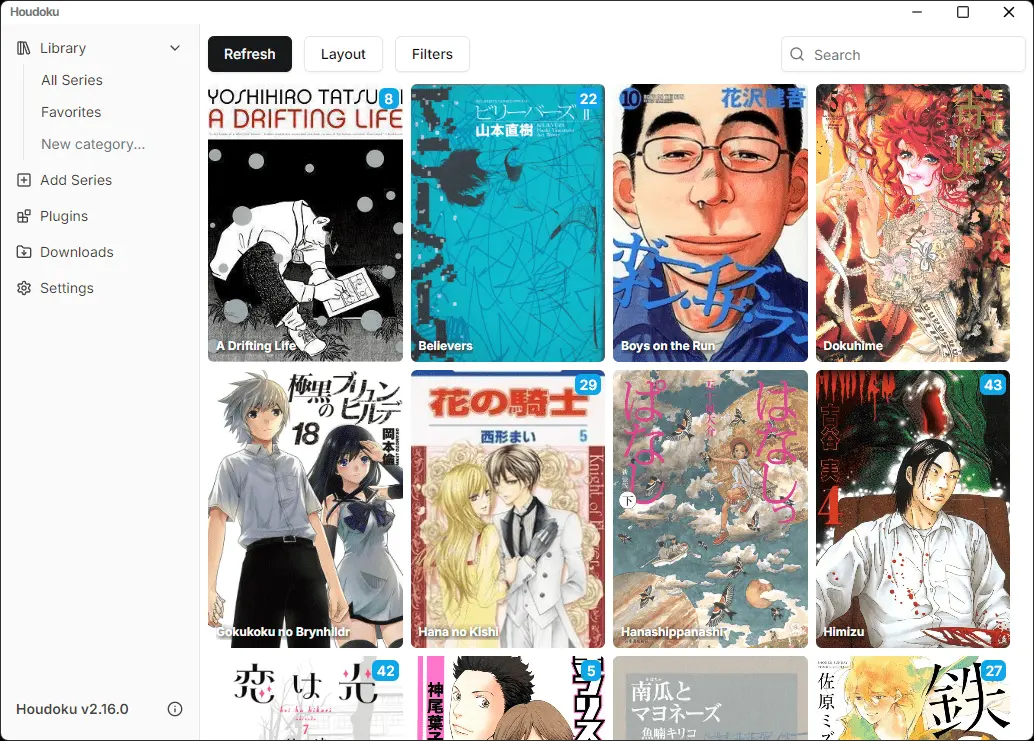 Houdoku
Library
All Series
Favorites
New category...
Add Series
Plugins
Downloads
Settings
Houdoku v2.16.0
Refresh
Layout
Filters
Search
YOSHIHIRO TATSUMI
8
A DRIFTING LIFE
A Drifting Life
22
ビリーバーズ
II
山本直樹
Believers
10
花沢健吾
ボーイズ・
オン・ザ・ラン
Boys on the Run
Dokuhime
極黒の
ブリュン
ヒルデ
18
岡本倫
Gokukoku no Brynhildr
29
花の騎士
西形まい
5
Hana no Kishi
はなしっ
ぱなし
下
Hanashippanashi
43
古谷実
4
Himizu
42
恋は光
koi ha hikari
7
5
神尾葉子
南瓜と
マヨネーズ
魚喃キリコ
27
佐原ミズ
鉄